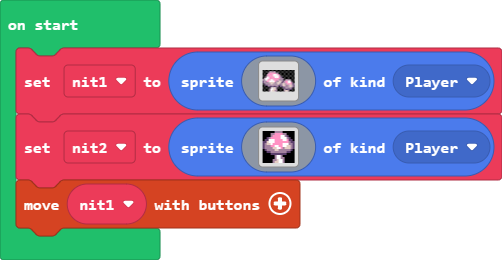 on start
set nit1 to sprite of kind Player
set nit2 to sprite of kind Player
move nit1 with buttons